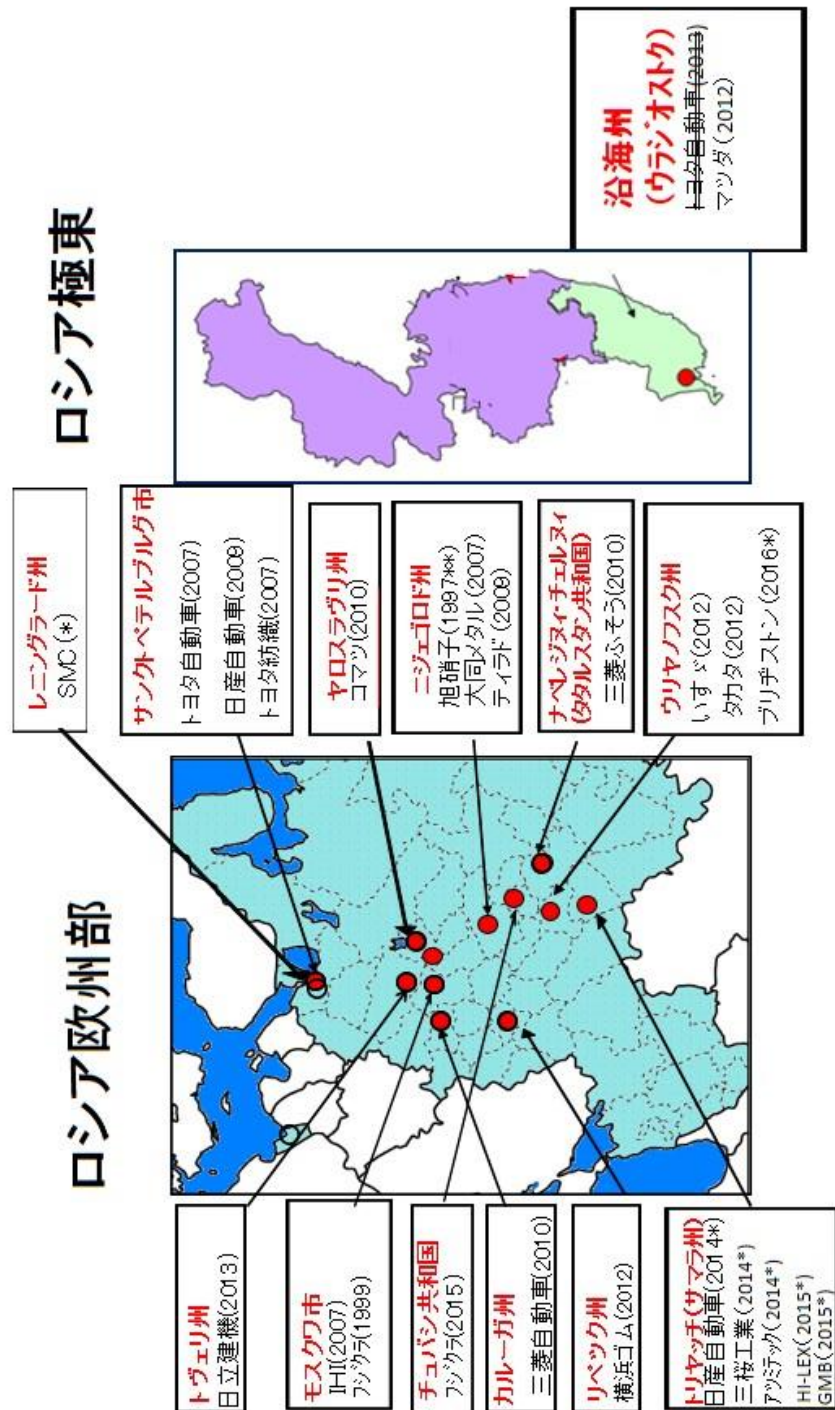 ロシア欧州部
ロシア極東
トヴェリ州
日立建機(2013)
モスクワ市
IHI(2007)
フジクラ(1999)
チュバシ共和国
フジクラ(2015)
カルーガ州
三菱自動車(2010)
リペツク州
横浜ゴム(2012)
トリヤッチ(サマラ州)
日産自動車(2014*)
三桜工業(2014*)
アツミテック(2014*)
HI-LEX(2015*)
GMB(2015*)
レニングラード州
SMC(*)
サンクトペテルブルグ市
トヨタ自動車(2007)
日産自動車(2009)
トヨタ紡織(2007)
ヤロスラヴリ州
コマツ(2010)
ニジェゴロド州
旭硝子(1997**)
大同メタル(2007)
ティラド(2009)
ナベレジヌィ・チェルヌィ
(タタルスタン共和国)
三菱ふそう(2010)
ウリヤノフスク州
いすゞ(2012)
タカタ(2012)
ブリヂストン(2016*)
沿海州
(ウラジオストク)
トヨタ自動車(2013)
マツダ(2012)